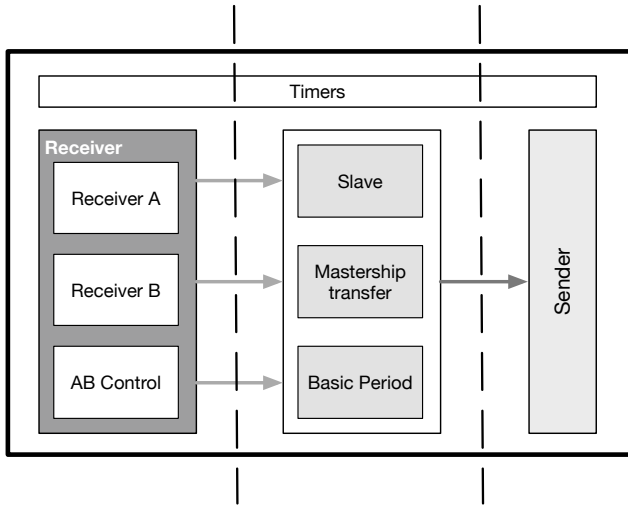 Timers
Receiver
Receiver A
Receiver B
AB Control
Slave
Mastership
transfer
Basic Period
Sender